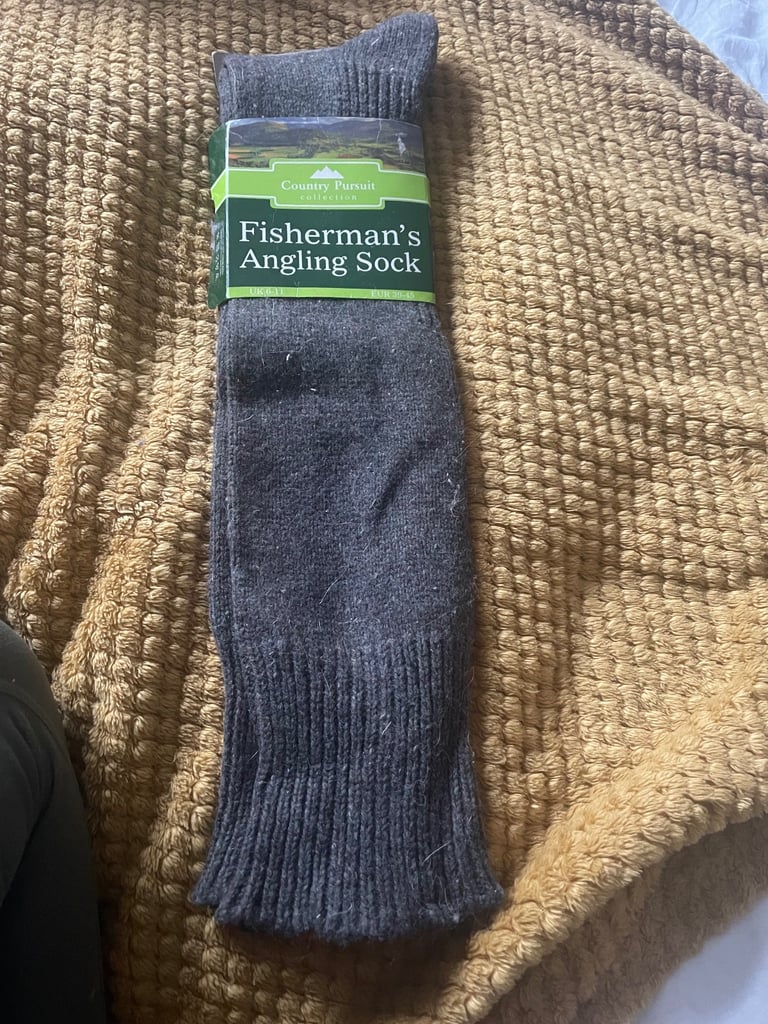 Country Pursuit
collection
Fisherman's
Angling Sock
UK 6-11 EUR 39-45